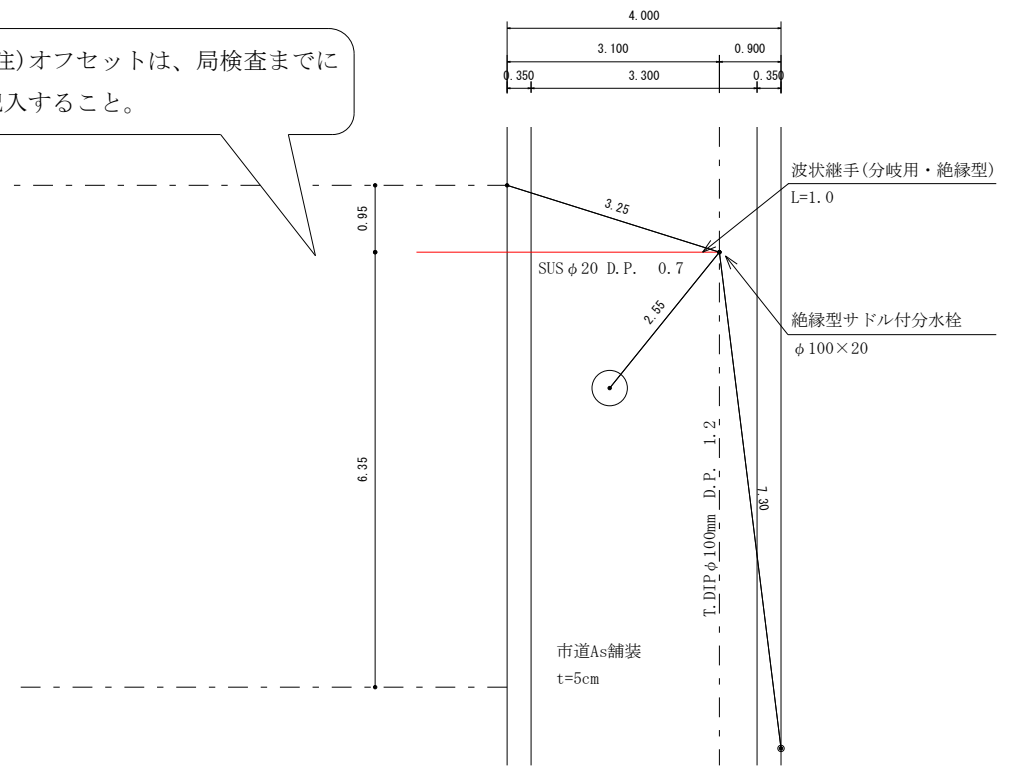 4.000
3.100 0.900
0.350 3.300 0.350
注)オフセットは、局検査までに
記入すること。
波状継手(分岐用・絶縁型)
L=1.0
3.25
0.95
SUSφ20 D.P. 0.7
2.55
絶縁型サドル付分水栓
φ100×20
6.35
T.DIPφ100mm D.P. 1.2
7.30
市道As舗装
t=5cm